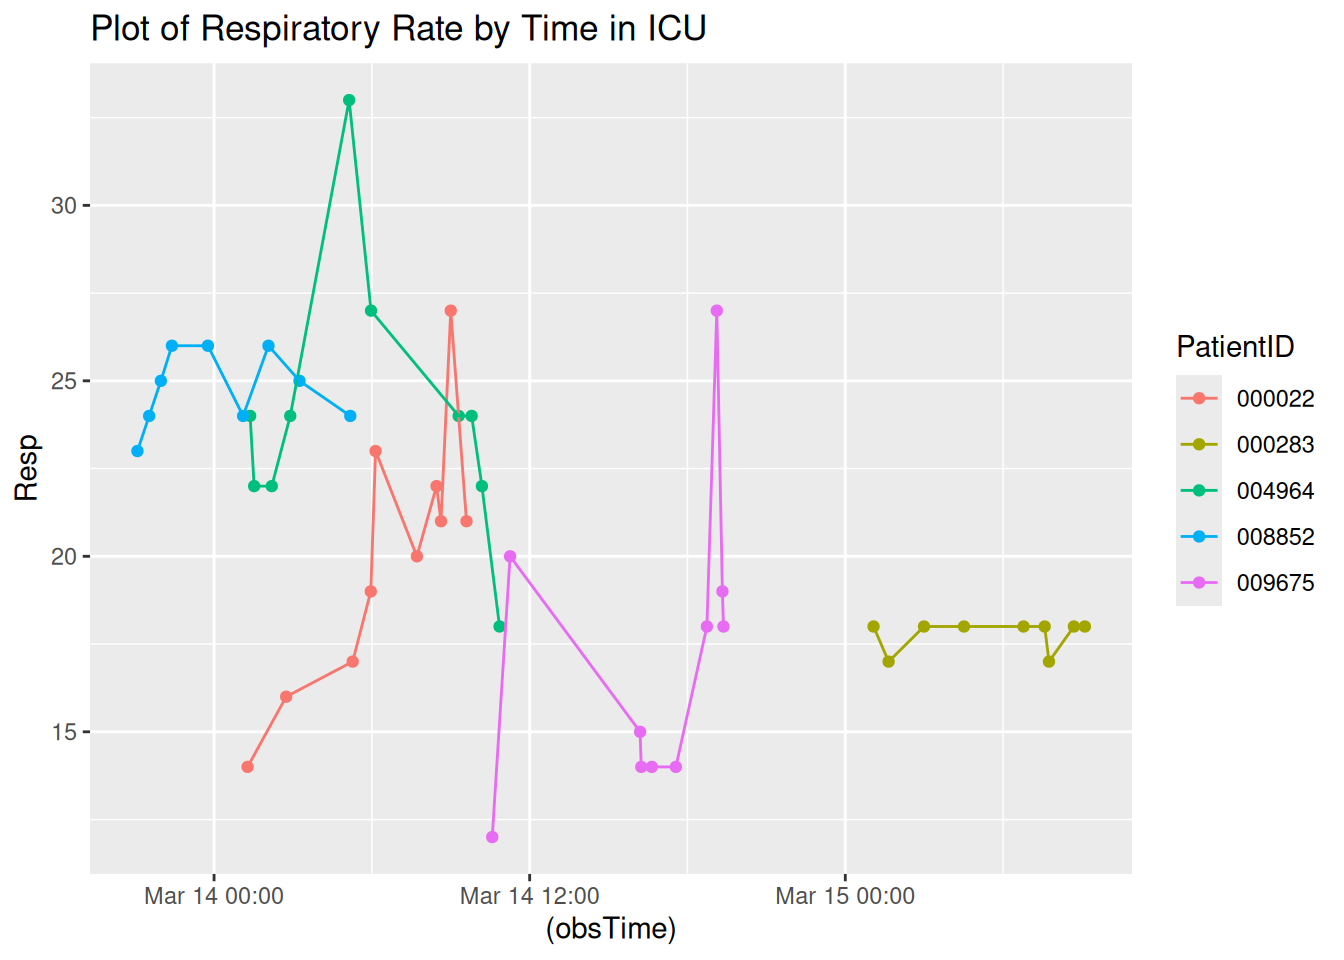 Plot of Respiratory Rate by Time in ICU
Resp
30
25
20
15
Mar 14 00:00
Mar 14 12:00
Mar 15 00:00
(obsTime)
PatientID
000022
000283
004964
008852
009675